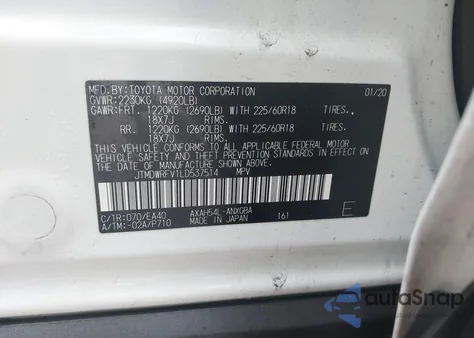 MFD.BY:TOYOTA MOTOR CORPORATION 01/20
GVWR: 2230KG (4920LB)
GAWR:FRT. 1220KG (2690LB) WITH 225/60R18 TIRES.
18X7J RIMS.
RR. 1220KG (2690LB) WITH 225/60R18 TIRES.
18X7J RIMS.
THIS VEHICLE CONFORMS TO ALL APPLICABLE FEDERAL MOTOR
VEHICLE SAFETY AND THEFT PREVENTION STANDARDS IN EFFECT ON
THE DATE OF MANUFACTURE SHOWN ABOVE.
JTMDWRFV1LD537514 MPV
C/TR:070/EA40 AXAH54L-ANXGBA
A/TM:-02A/P710 MADE IN JAPAN 161 E
autoSnap